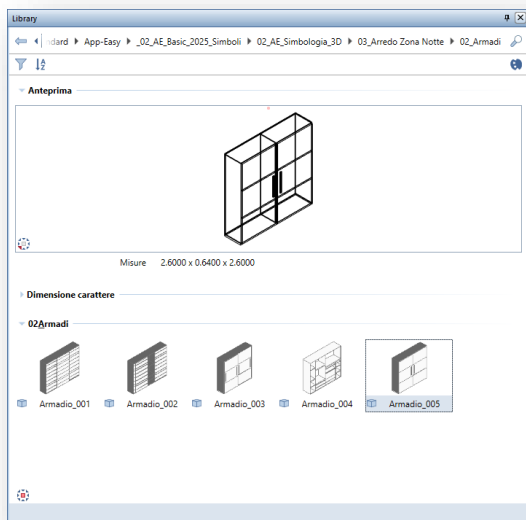 Library
dard ▸ App-Easy ▸ _02_AE_Basic_2025_Simboli ▸ 02_AE_Simbologia_3D ▸ 03_Arredo Zona Notte ▸ 02_Armadi
Anteprima
Misure 2.6000 x 0.6400 x 2.6000
Dimensione carattere
02Armadi
Armadio_001 Armadio_002 Armadio_003 Armadio_004 Armadio_005